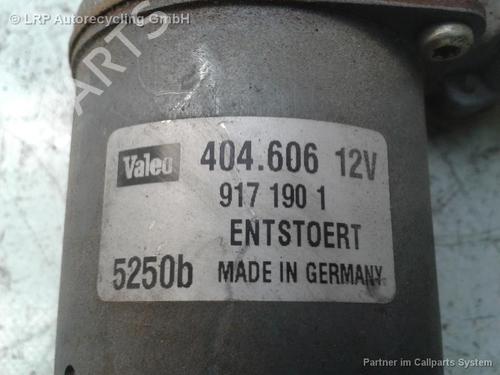 © LRP Autorecycling GmbH
PARTS
Valeo 404.606 12V
917 190 1
ENTSTOERT
5250b MADE IN GERMANY
Partner im Callparts System